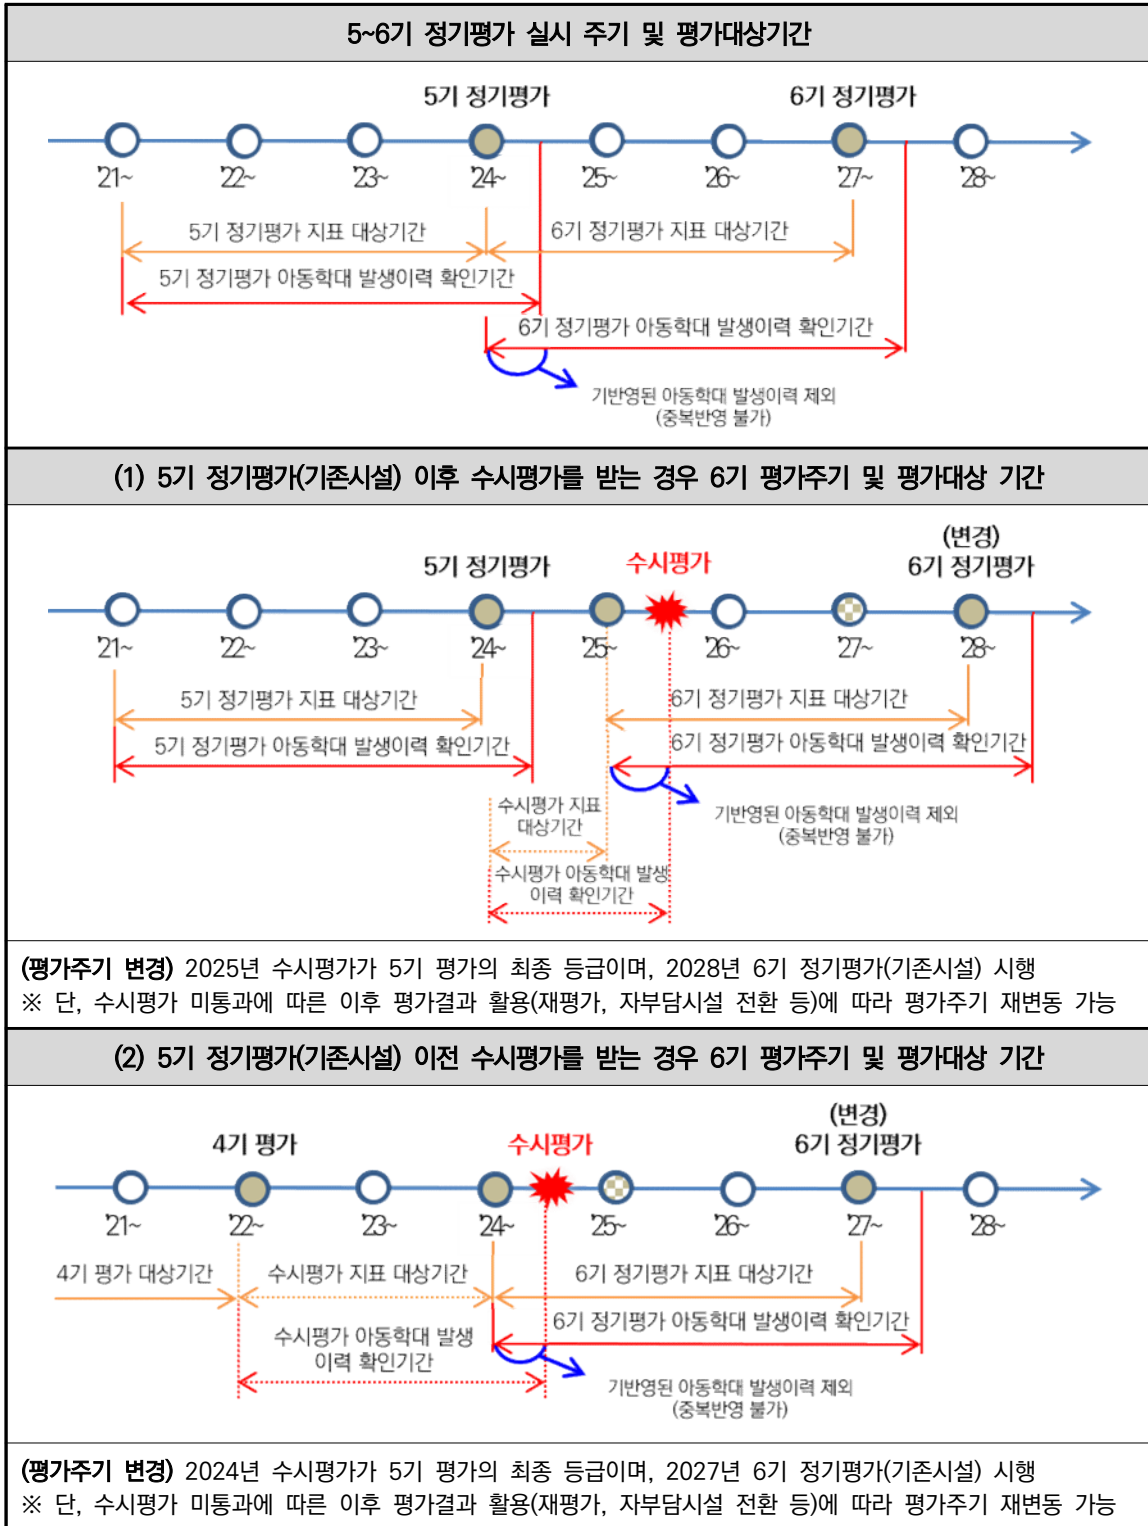 5~6기 정기평가 실시 주기 및 평가대상기간
5기 정기평가
6기 정기평가
'21~
'22~
'23~
'24~
'25~
'26~
'27~
'28~
5기 정기평가 지표 대상기간
6기 정기평가 지표 대상기간
5기 정기평가 아동학대 발생이력 확인기간
6기 정기평가 아동학대 발생이력 확인기간
기반영된 아동학대 발생이력 제외
(중복반영 불가)
(1) 5기 정기평가(기존시설) 이후 수시평가를 받는 경우 6기 평가주기 및 평가대상 기간
5기 정기평가
수시평가
(변경)
6기 정기평가
'21~
'22~
'23~
'24~
'25~
'26~
'27~
'28~
5기 정기평가 지표 대상기간
6기 정기평가 지표 대상기간
5기 정기평가 아동학대 발생이력 확인기간
6기 정기평가 아동학대 발생이력 확인기간
수시평가 지표
대상기간
기반영된 아동학대 발생이력 제외
(중복반영 불가)
수시평가 아동학대 발생
이력 확인기간
(평가주기 변경) 2025년 수시평가가 5기 평가의 최종 등급이며, 2028년 6기 정기평가(기존시설) 시행
※ 단, 수시평가 미통과에 따른 이후 평가결과 활용(재평가, 자부담시설 전환 등)에 따라 평가주기 재변동 가능
(2) 5기 정기평가(기존시설) 이전 수시평가를 받는 경우 6기 평가주기 및 평가대상 기간
4기 평가
수시평가
(변경)
6기 정기평가
'21~
'22~
'23~
'24~
'25~
'26~
'27~
'28~
4기 평가 대상기간
수시평가 지표 대상기간
6기 정기평가 지표 대상기간
6기 정기평가 아동학대 발생이력 확인기간
수시평가 아동학대 발생
이력 확인기간
기반영된 아동학대 발생이력 제외
(중복반영 불가)
(평가주기 변경) 2024년 수시평가가 5기 평가의 최종 등급이며, 2027년 6기 정기평가(기존시설) 시행
※ 단, 수시평가 미통과에 따른 이후 평가결과 활용(재평가, 자부담시설 전환 등)에 따라 평가주기 재변동 가능